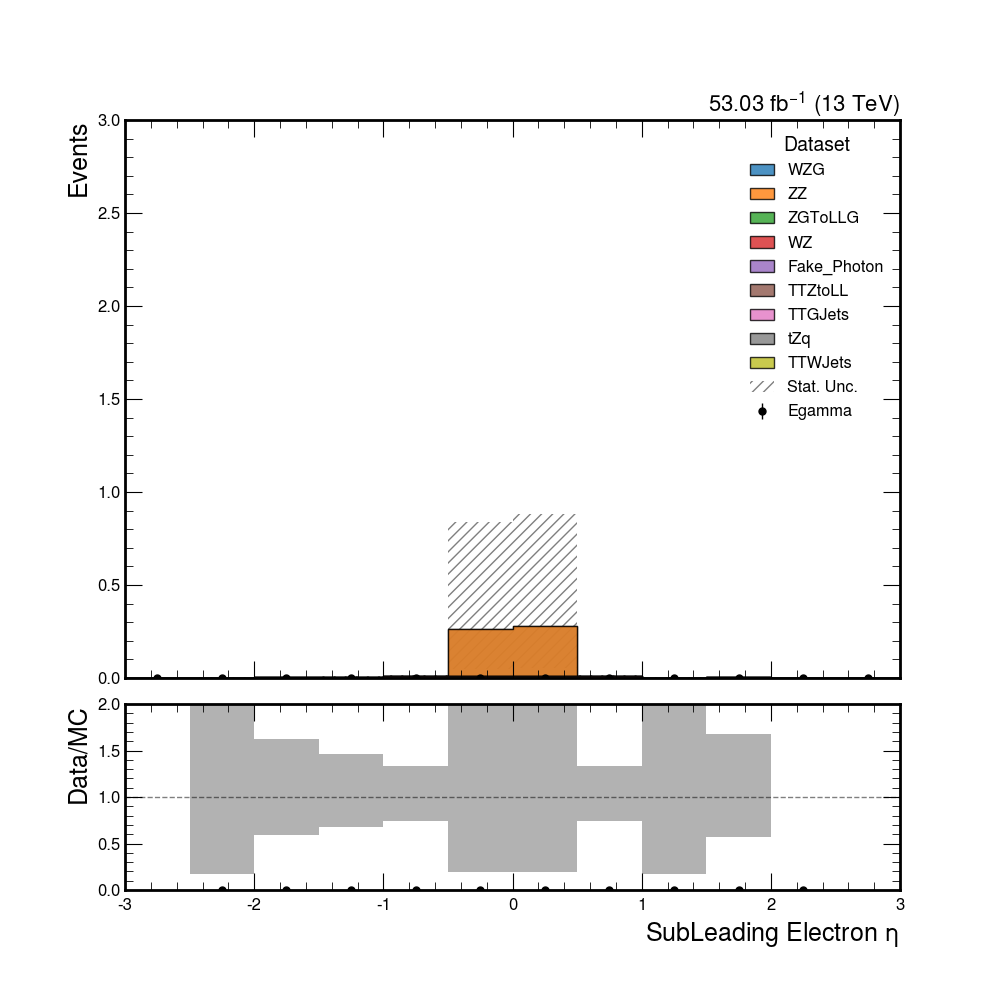 53.03 fb⁻¹ (13 TeV)
Events
3.0
2.5
2.0
1.5
1.0
0.5
0.0
Dataset
WZG
ZZ
ZGToLLG
WZ
Fake_Photon
TTZtoLL
TTGJets
tZq
TTWJets
Stat. Unc.
Egamma
Data/MC
2.0
1.5
1.0
0.5
0.0
-3 -2 -1 0 1 2 3
SubLeading Electron η